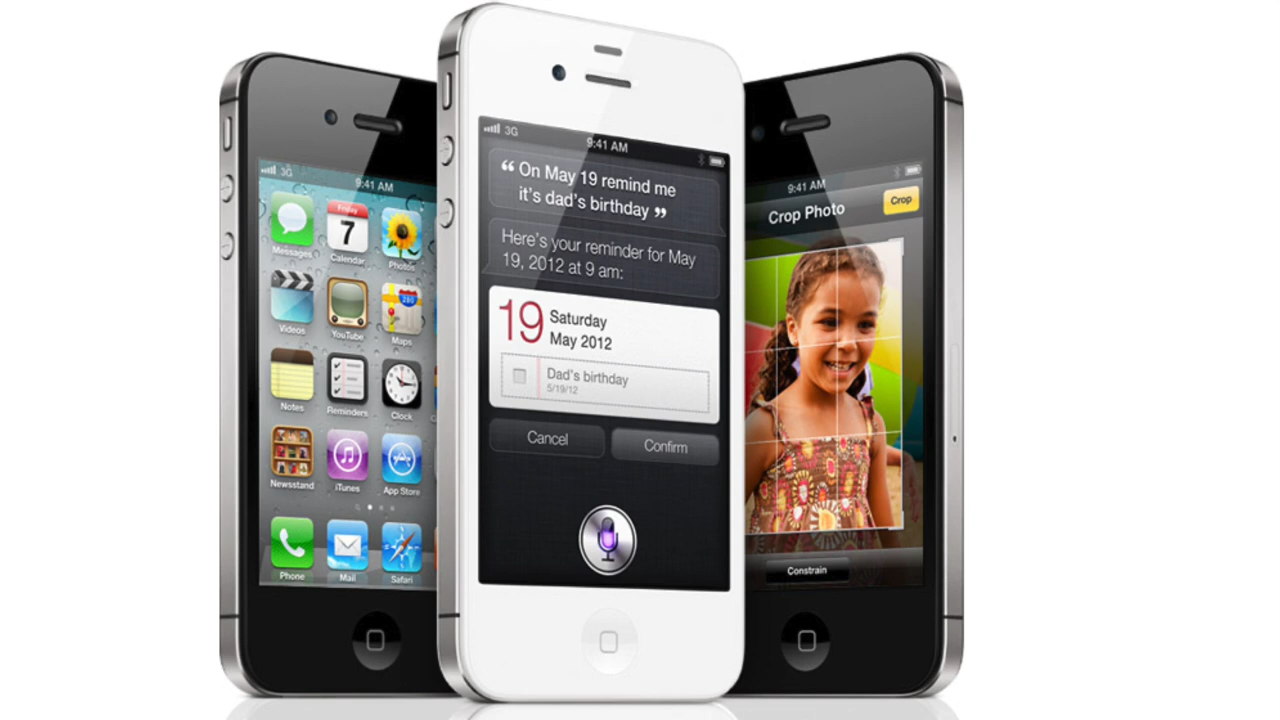 3G
9:41 AM
Friday
7
Messages
Calendar
Photos
280
Videos
YouTube
Maps
Notes
Reminders
Clock
Newsstand
iTunes
App Store
Phone
Mail
Safari
3G
9:41 AM
“ On May 19 remind me
it's dad's birthday ”
Here's your reminder for May
19, 2012 at 9 am:
19 Saturday
May 2012
Dad's birthday
5/19/12
Cancel
Confirm
9:41 AM
Crop Photo
Crop
Constrain